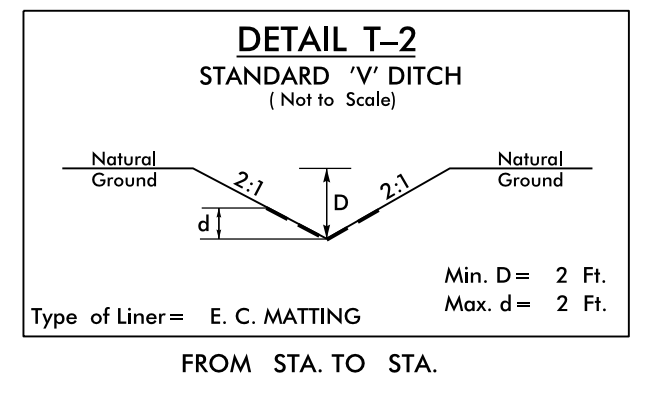 DETAIL T-2
STANDARD 'V' DITCH
( Not to Scale)
Natural
Ground
2:1
D
d
2:1
Natural
Ground
Min. D = 2 Ft.
Max. d = 2 Ft.
Type of Liner = E. C. MATTING
FROM STA. TO STA.